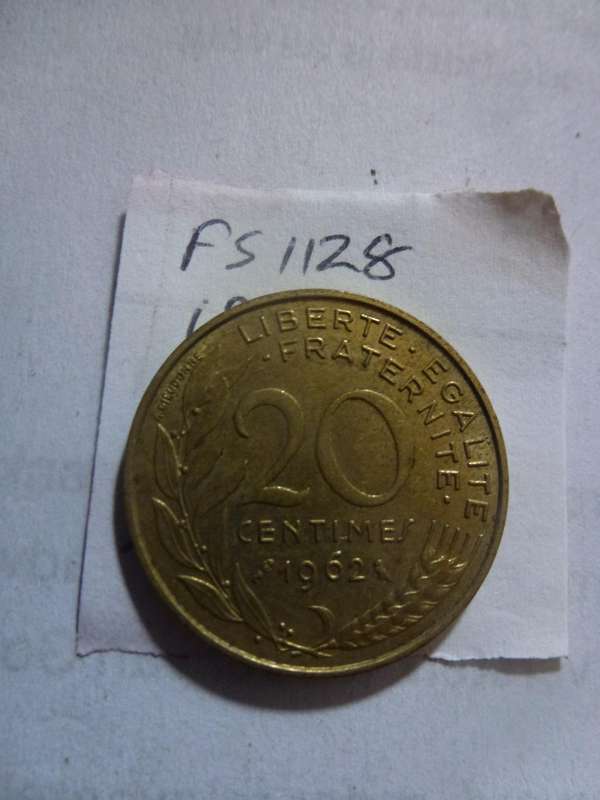 FS 1128
LIBERTE · EGALITE
· FRATERNITE ·
20
CENTIMES
1962